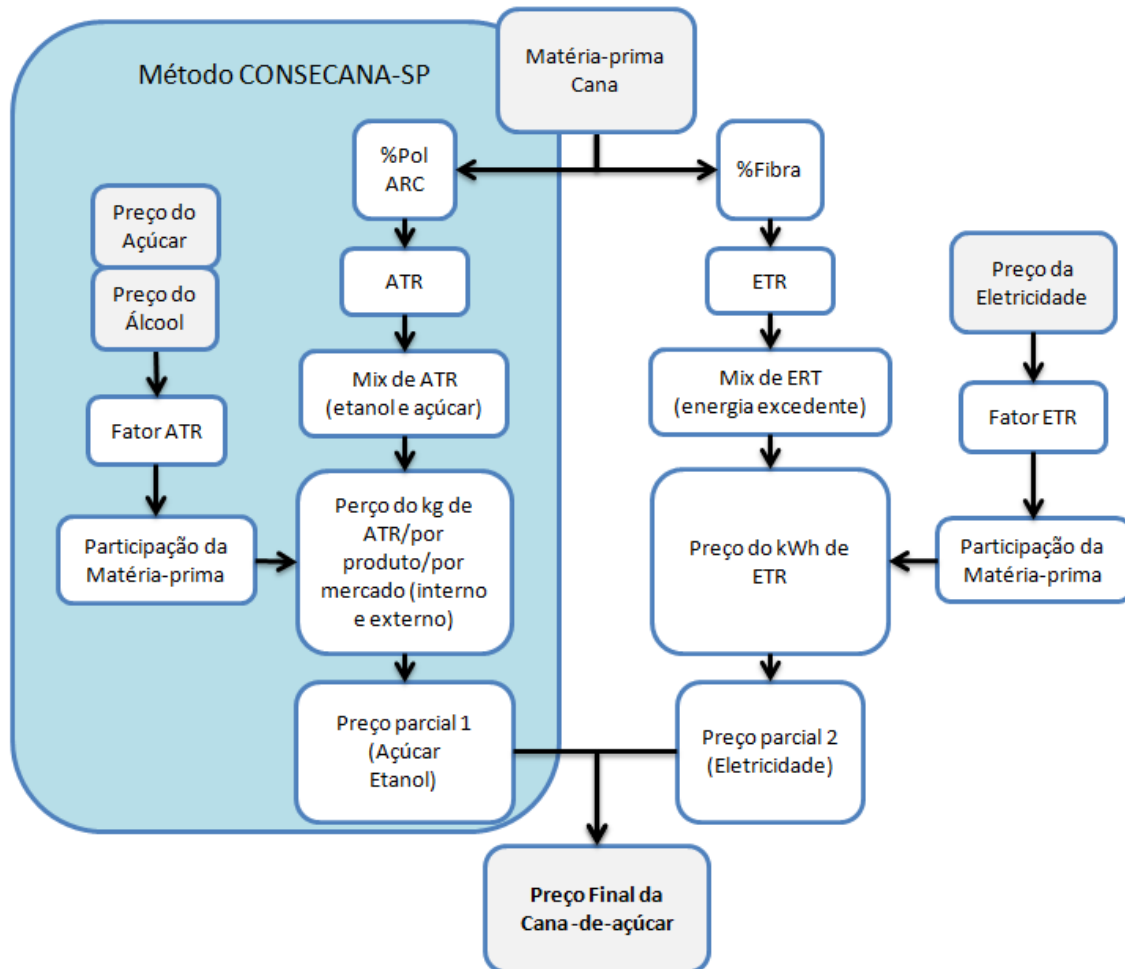 Método CONSECANA-SP
Matéria-prima
Cana
%Pol
ARC
%Fibra
Preço do
Açúcar
Preço do
Álcool
ATR
ETR
Preço da
Eletricidade
Mix de ATR
(etanol e açúcar)
Mix de ERT
(energia excedente)
Fator ATR
Fator ETR
Participação da
Matéria-prima
Perço do kg de
ATR/por
produto/por
mercado (interno
e externo)
Preço do kWh de
ETR
Participação da
Matéria-prima
Preço parcial 1
(Açúcar
Etanol)
Preço parcial 2
(Eletricidade)
Preço Final da
Cana -de-açúcar